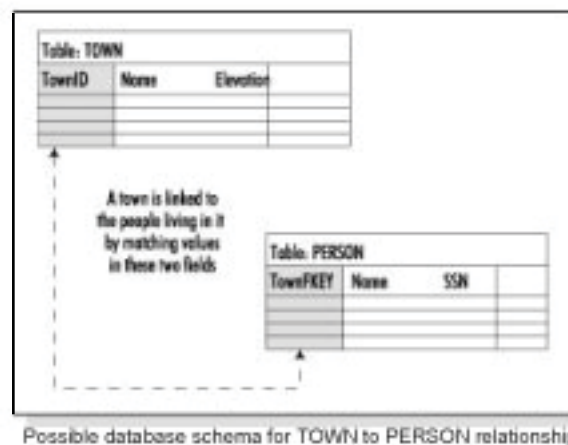 Table: TOWN
TownID Name Elevation
A town is linked to
the people living in it
by matching values
in these two fields
Table: PERSON
TownFKEY Name SSN
Possible database schema for TOWN to PERSON relationshi